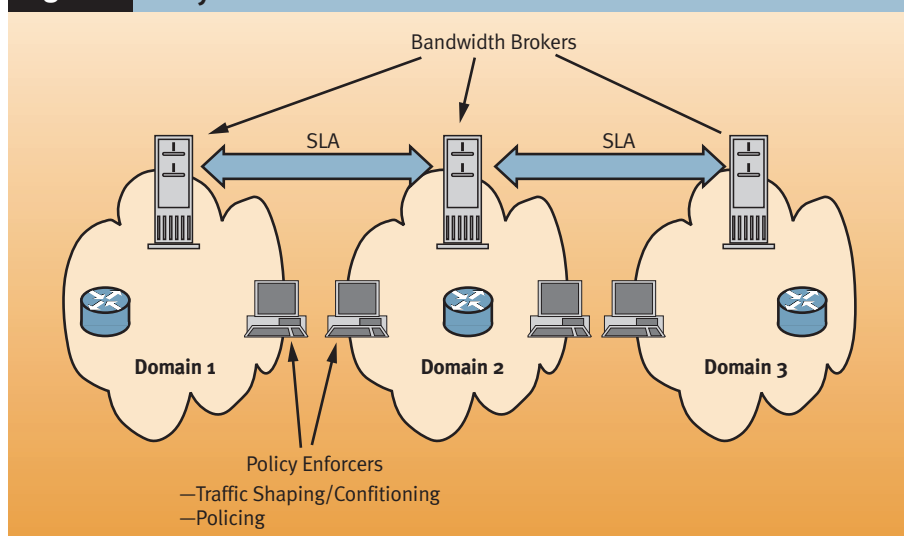 Bandwidth Brokers
SLA
SLA
Domain 1
Domain 2
Domain 3
Policy Enforcers
—Traffic Shaping/Confitioning
—Policing